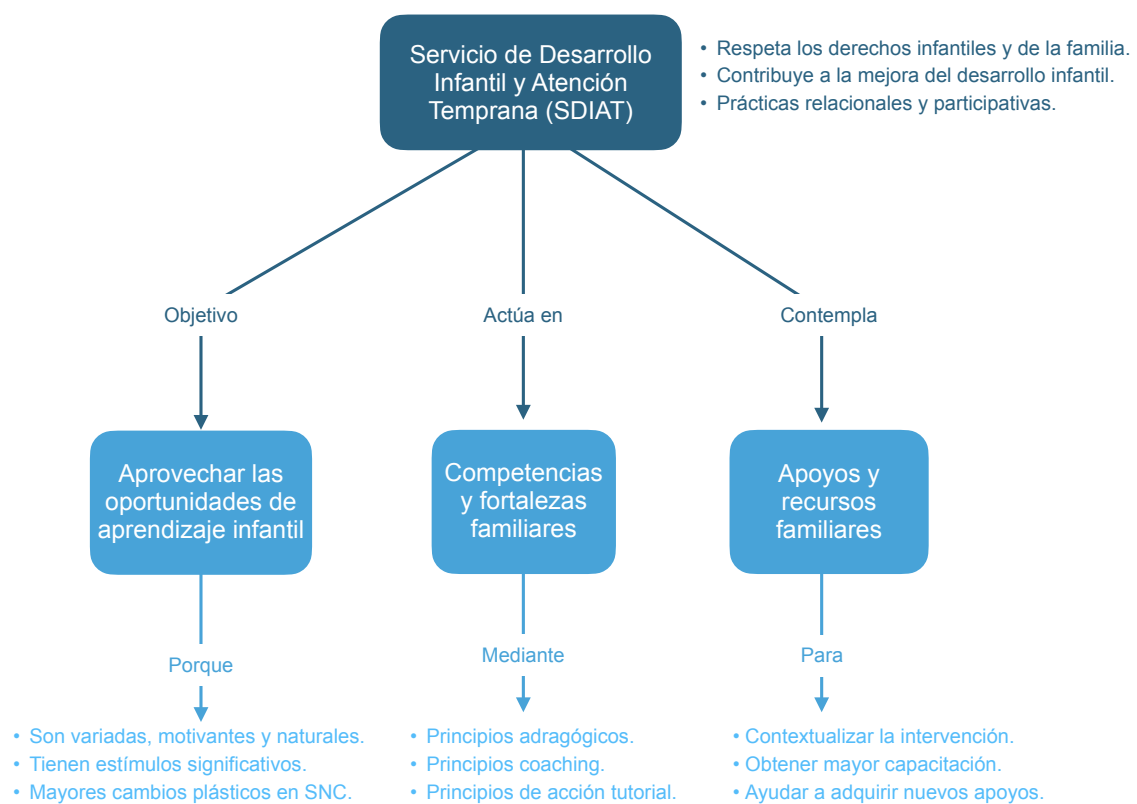 Servicio de Desarrollo
Infantil y Atención
Temprana (SDIAT)
• Respeta los derechos infantiles y de la familia.
• Contribuye a la mejora del desarrollo infantil.
• Prácticas relacionales y participativas.
Objetivo
Actúa en
Contempla
Aprovechar las
oportunidades de
aprendizaje infantil
Competencias
y fortalezas
familiares
Apoyos y
recursos
familiares
Porque
Mediante
Para
• Son variadas, motivantes y naturales.
• Tienen estímulos significativos.
• Mayores cambios plásticos en SNC.
• Principios adragógicos.
• Principios coaching.
• Principios de acción tutorial.
• Contextualizar la intervención.
• Obtener mayor capacitación.
• Ayudar a adquirir nuevos apoyos.